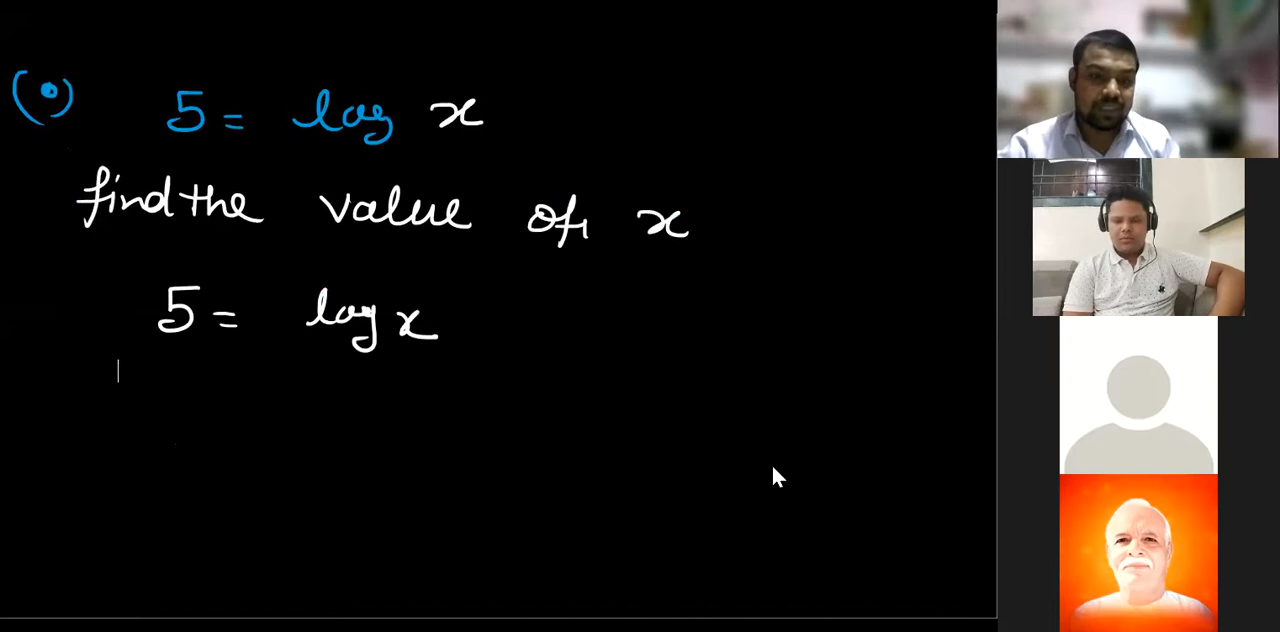 (•) 5 = log x
find the value of x
5 = log x